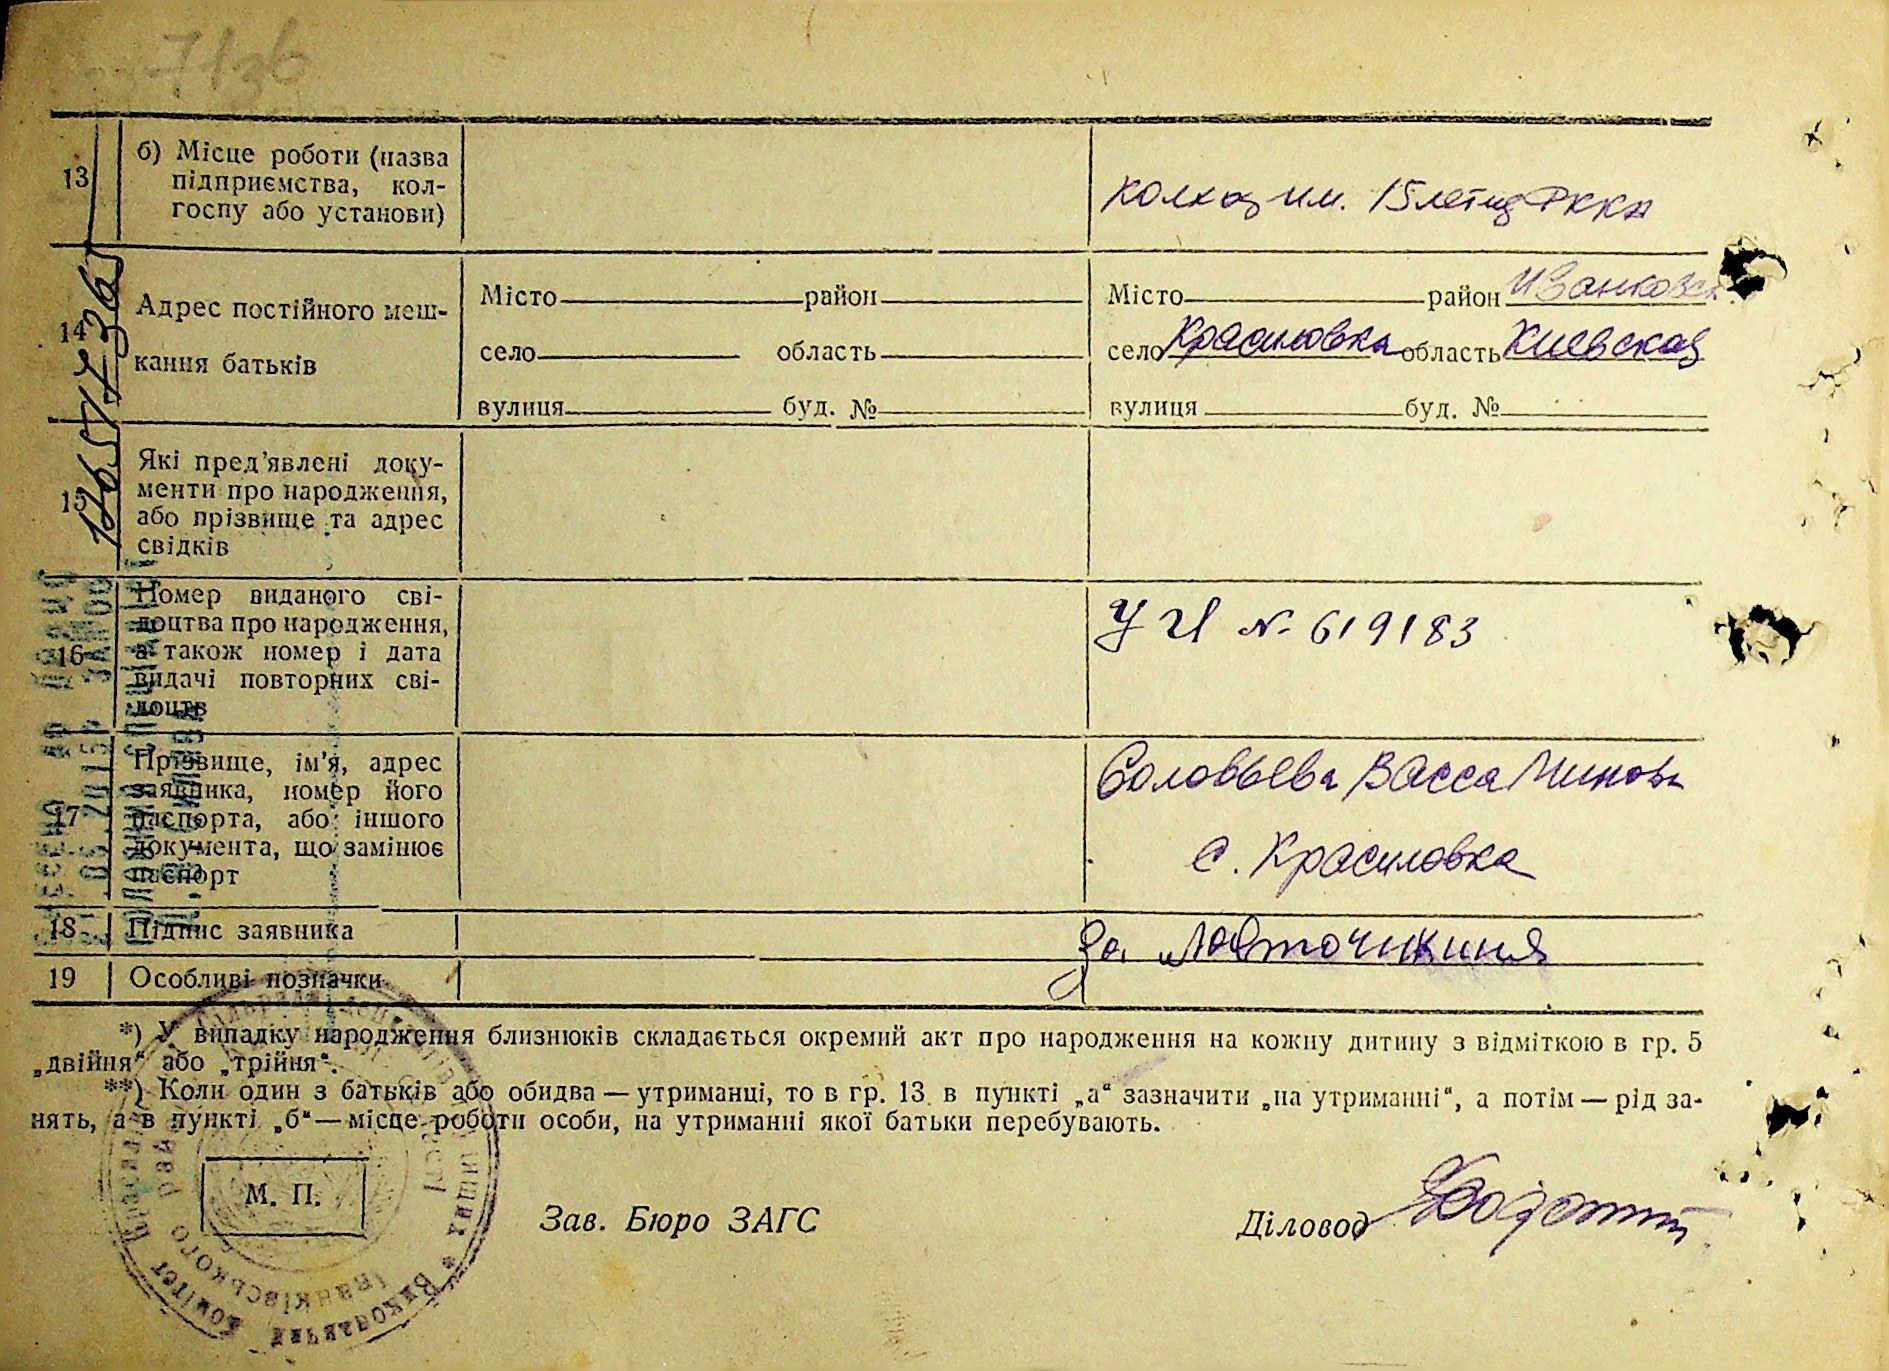 13
б) Місце роботи (назва
підприємства, кол-
госпу або установи)
колхоз им. 15летия РККА
14
Адрес постійного меш-
кання батьків
Місто район
село область
вулиця буд. №
Місто район Иванковск
село Красиловка область Киевская
вулиця буд. №
15
Які пред'явлені доку-
менти про народження,
або прізвище та адрес
свідків
16
Номер виданого сві-
доцтва про народження,
а також номер і дата
видачі повторних сві-
доцтв
№ 619183
17
Прізвище, ім'я, адрес
заявника, номер його
паспорта, або іншого
документа, що замінює
паспорт
Соловьева Васса Минов
с. Красиловка
18
Підпис заявника
За
19
Особливі позначки
*) У випадку народження близнюків складається окремий акт про народження на кожну дитину з відміткою в гр. 5
„двійня“ або „трійня“.
**) Коли один з батьків або обидва — утриманці, то в гр. 13 в пункті „а“ зазначити „на утриманні“, а потім — рід за-
нять, а в пункті „б“ — місце роботи особи, на утриманні якої батьки перебувають.
М. П.
Зав. Бюро ЗАГС
Діловод
Виконавчий комітет
Іванківського